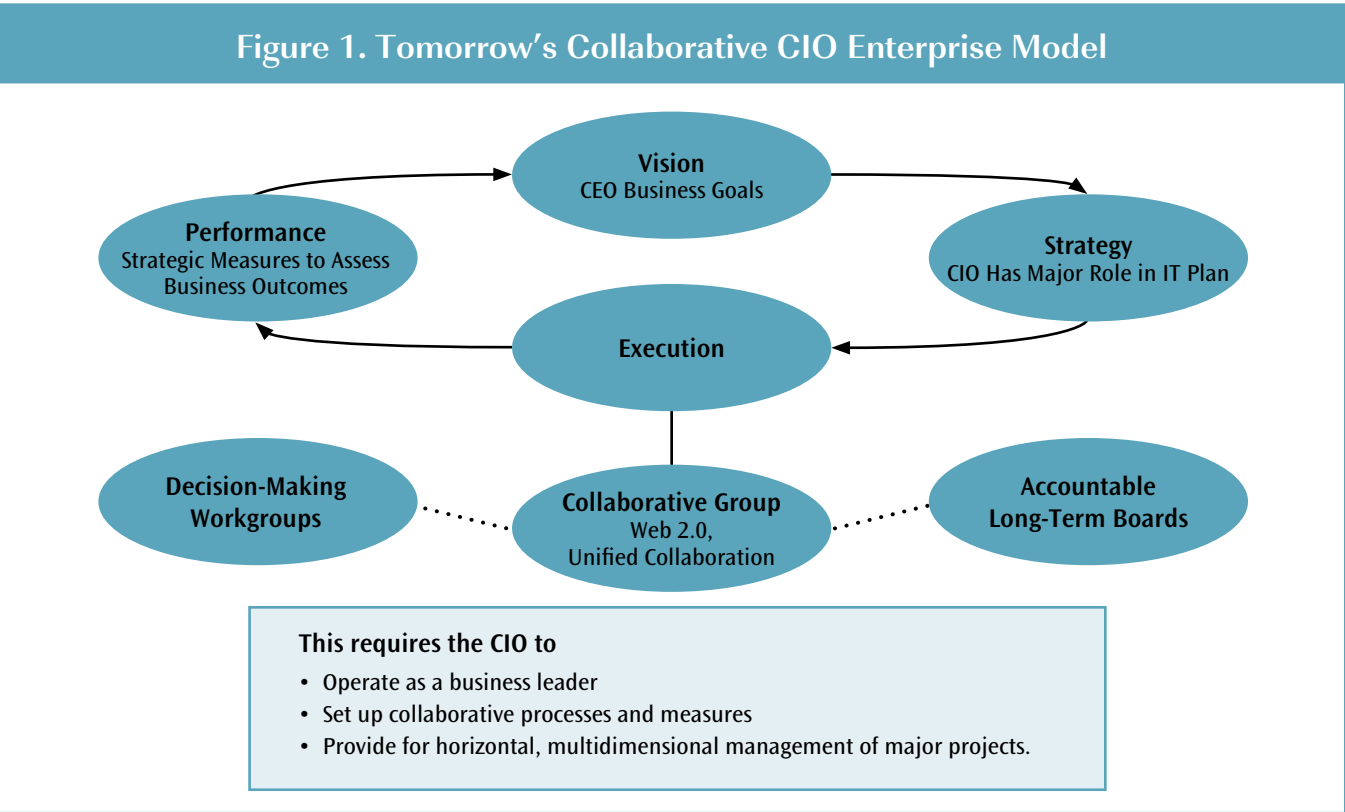 Figure 1. Tomorrow's Collaborative CIO Enterprise Model
Vision
CEO Business Goals
Performance
Strategic Measures to Assess
Business Outcomes
Strategy
CIO Has Major Role in IT Plan
Execution
Decision-Making
Workgroups
Collaborative Group
Web 2.0,
Unified Collaboration
Accountable
Long-Term Boards
This requires the CIO to
• Operate as a business leader
• Set up collaborative processes and measures
• Provide for horizontal, multidimensional management of major projects.